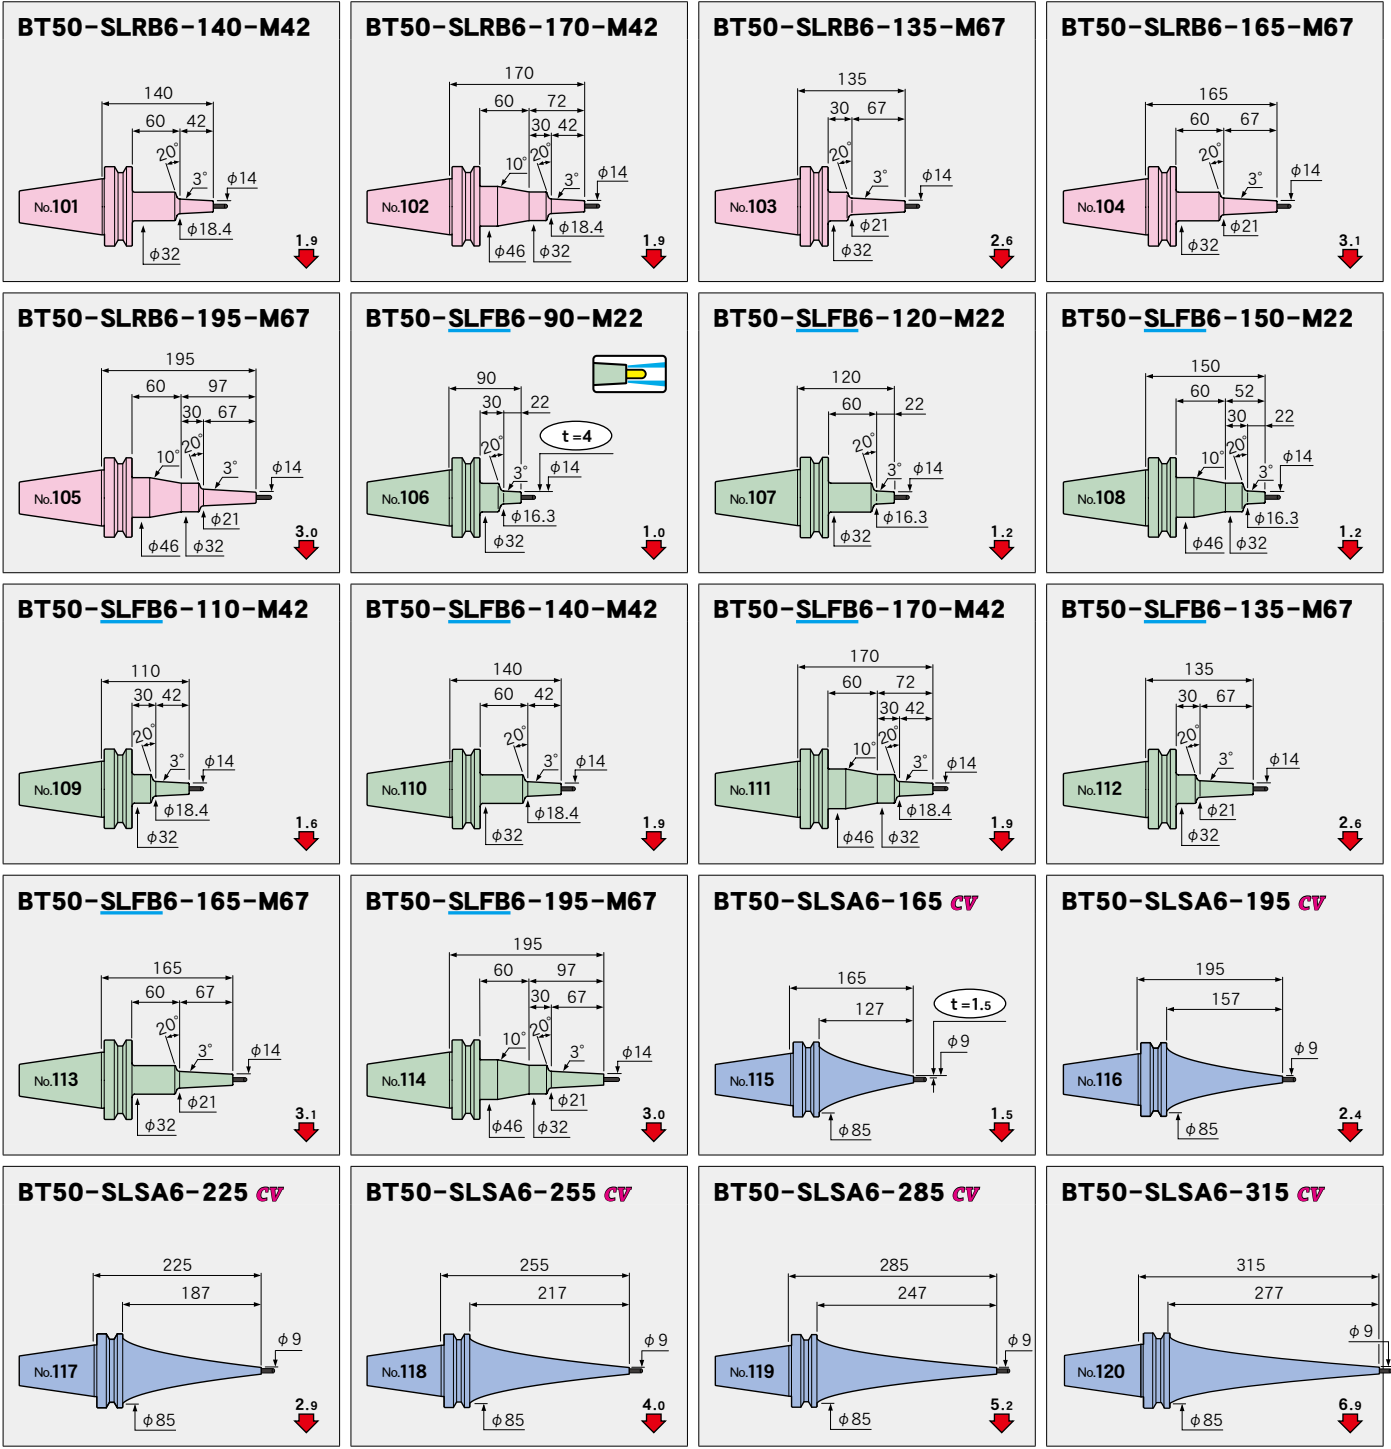 BT50-SLRB6-140-M42
140
60 42
20° 3° φ14
No.101
φ18.4
φ32
1.9
BT50-SLRB6-170-M42
170
60 72
30 42
10° 20° 3° φ14
No.102
φ18.4
φ46 φ32
1.9
BT50-SLRB6-135-M67
135
30 67
20° 3° φ14
No.103
φ21
φ32
2.6
BT50-SLRB6-165-M67
165
60 67
20° 3° φ14
No.104
φ21
φ32
3.1
BT50-SLRB6-195-M67
195
60 97
30 67
10° 20° 3° φ14
No.105
φ21
φ46 φ32
3.0
BT50-SLFB6-90-M22
90
30 22
t=4
20° 3° φ14
No.106
φ16.3
φ32
1.0
BT50-SLFB6-120-M22
120
60 22
20° 3° φ14
No.107
φ16.3
φ32
1.2
BT50-SLFB6-150-M22
150
60 52
30 22
10° 20° 3° φ14
No.108
φ16.3
φ46 φ32
1.2
BT50-SLFB6-110-M42
110
30 42
20° 3° φ14
No.109
φ18.4
φ32
1.6
BT50-SLFB6-140-M42
140
60 42
20° 3° φ14
No.110
φ18.4
φ32
1.9
BT50-SLFB6-170-M42
170
60 72
30 42
10° 20° 3° φ14
No.111
φ18.4
φ46 φ32
1.9
BT50-SLFB6-135-M67
135
30 67
20° 3° φ14
No.112
φ21
φ32
2.6
BT50-SLFB6-165-M67
165
60 67
20° 3° φ14
No.113
φ21
φ32
3.1
BT50-SLFB6-195-M67
195
60 97
30 67
10° 20° 3° φ14
No.114
φ21
φ46 φ32
3.0
BT50-SLSA6-165 CV
165
127
t=1.5
φ9
No.115
φ85
1.5
BT50-SLSA6-195 CV
195
157
φ9
No.116
φ85
2.4
BT50-SLSA6-225 CV
225
187
φ9
No.117
φ85
2.9
BT50-SLSA6-255 CV
255
217
φ9
No.118
φ85
4.0
BT50-SLSA6-285 CV
285
247
φ9
No.119
φ85
5.2
BT50-SLSA6-315 CV
315
277
φ9
No.120
φ85
6.9